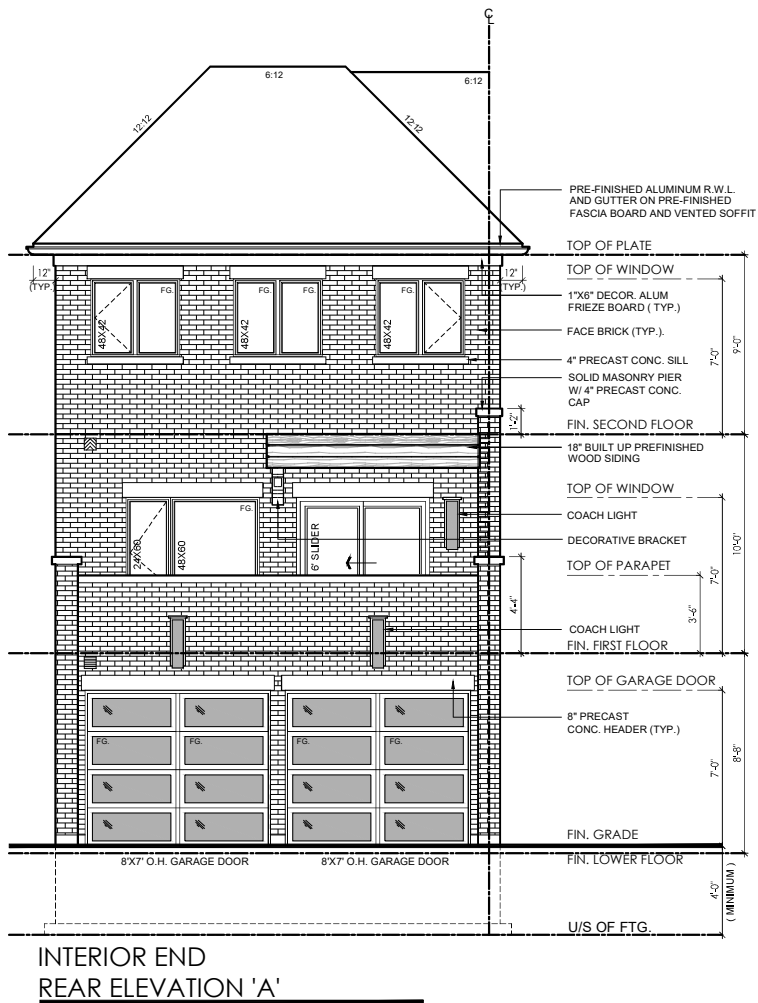 CL
6:12
6:12
12:12
12:12
PRE-FINISHED ALUMINUM R.W.L.
AND GUTTER ON PRE-FINISHED
FASCIA BOARD AND VENTED SOFFIT
TOP OF PLATE
12"
(TYP.)
12"
(TYP.)
TOP OF WINDOW
FG.
FG.
FG.
FG.
48X42
48X42
48X42
1"X6" DECOR. ALUM
FRIEZE BOARD ( TYP.)
FACE BRICK (TYP.).
4" PRECAST CONC. SILL
SOLID MASONRY PIER
W/ 4" PRECAST CONC.
CAP
7'-0"
9'-0"
1'-2"
FIN. SECOND FLOOR
18" BUILT UP PREFINISHED
WOOD SIDING
TOP OF WINDOW
FG.
24X60
48X60
6' SLIDER
COACH LIGHT
DECORATIVE BRACKET
TOP OF PARAPET
4'-4"
3'-6"
7'-0"
10'-0"
COACH LIGHT
FIN. FIRST FLOOR
TOP OF GARAGE DOOR
8" PRECAST
CONC. HEADER (TYP.)
FG.
FG.
FG.
FG.
7'-0"
8'-8"
FIN. GRADE
8'X7' O.H. GARAGE DOOR
8'X7' O.H. GARAGE DOOR
FIN. LOWER FLOOR
4'-0"
( MINIMUM )
U/S OF FTG.
INTERIOR END
REAR ELEVATION 'A'